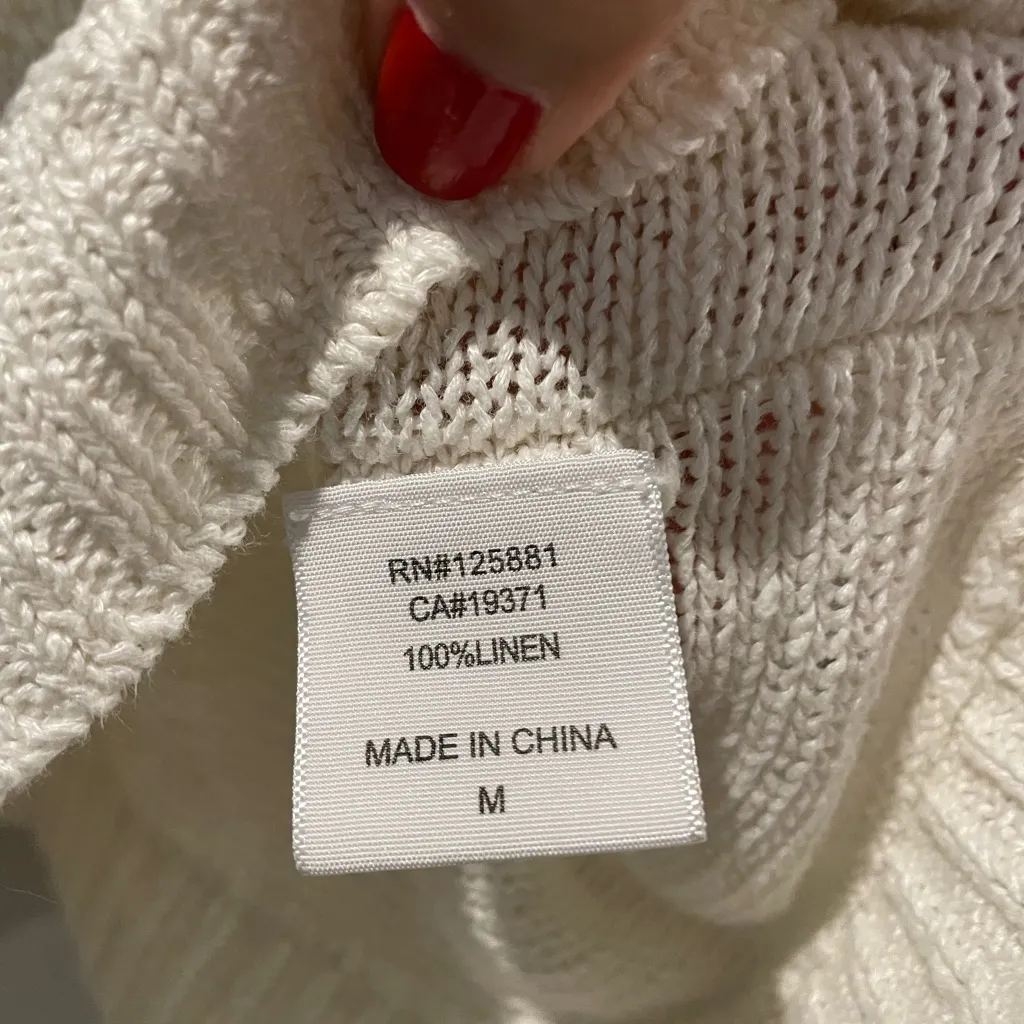 RN#125881
CA#19371
100%LINEN
MADE IN CHINA
M